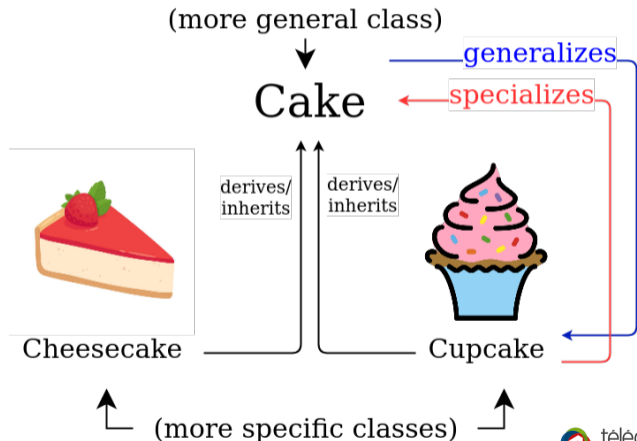 (more general class)
generalizes
Cake
specializes
derives/
inherits
derives/
inherits
Cheesecake
Cupcake
(more specific classes)